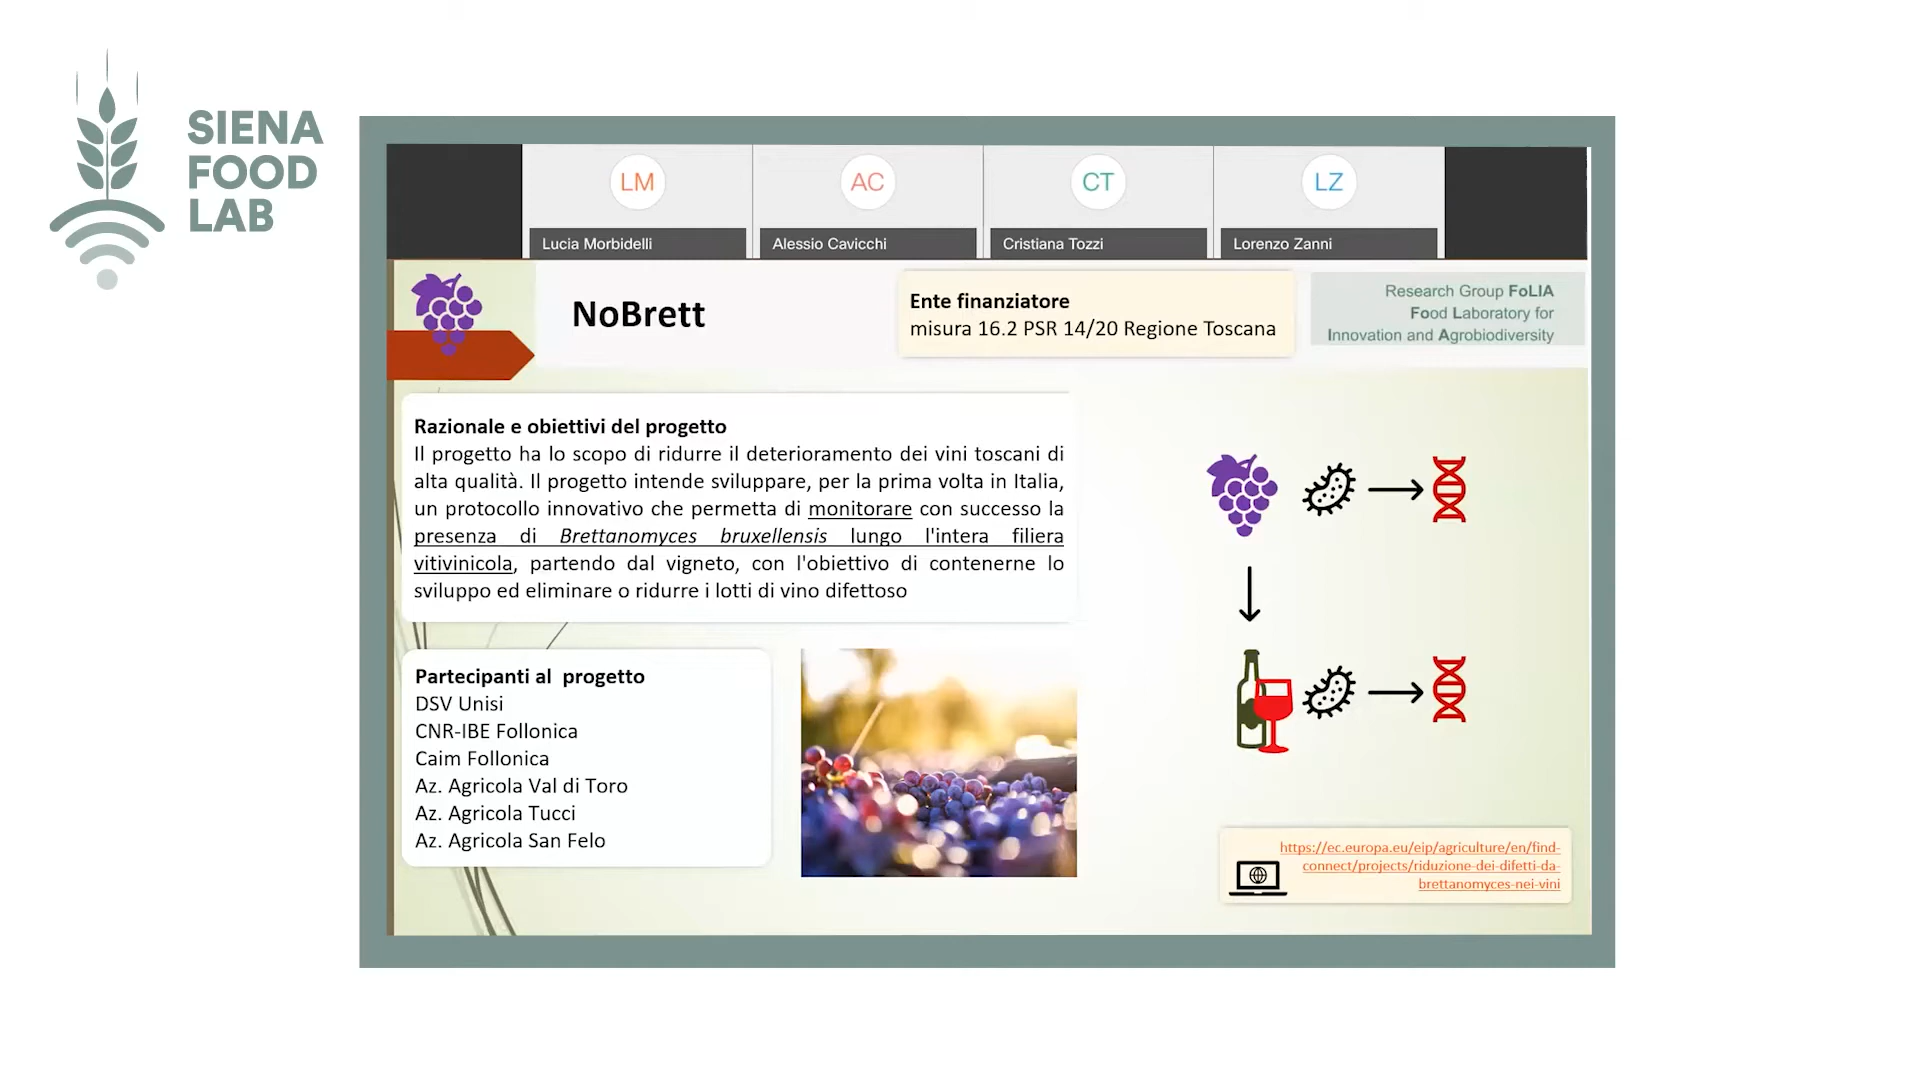 SIENA
FOOD
LAB
LM
AC
CT
LZ
Lucia Morbidelli
Alessio Cavicchi
Cristiana Tozzi
Lorenzo Zanni
NoBrett
Ente finanziatore
misura 16.2 PSR 14/20 Regione Toscana
Research Group FoLIA
Food Laboratory for
Innovation and Agrobiodiversity
Razionale e obiettivi del progetto
Il progetto ha lo scopo di ridurre il deterioramento dei vini toscani di
alta qualità. Il progetto intende sviluppare, per la prima volta in Italia,
un protocollo innovativo che permetta di monitorare con successo la
presenza di Brettanomyces bruxellensis lungo l'intera filiera
vitivinicola, partendo dal vigneto, con l'obiettivo di contenerne lo
sviluppo ed eliminare o ridurre i lotti di vino difettoso
Partecipanti al  progetto
DSV Unisi
CNR-IBE Follonica
Caim Follonica
Az. Agricola Val di Toro
Az. Agricola Tucci
Az. Agricola San Felo
https://ec.europa.eu/eip/agriculture/en/find-
connect/projects/riduzione-dei-difetti-da-
brettanomyces-nei-vini